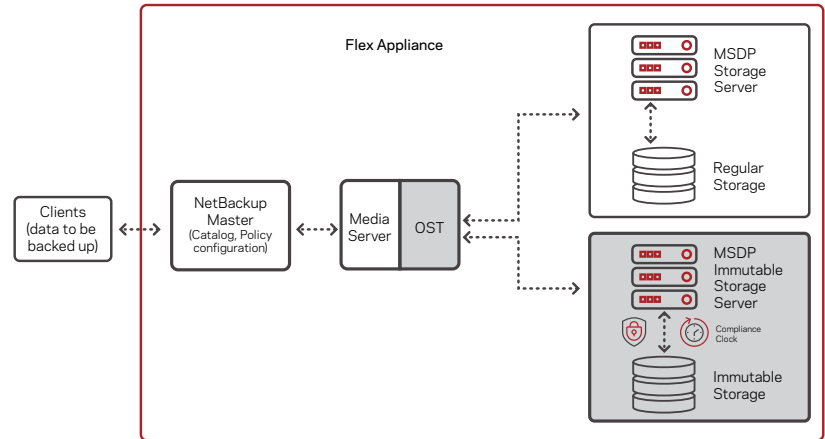 Flex Appliance
Clients
(data to be
backed up)
NetBackup
Master
(Catalog, Policy
configuration)
Media
Server
OST
MSDP
Storage
Server
Regular
Storage
MSDP
Immutable
Storage
Server
Compliance
Clock
Immutable
Storage